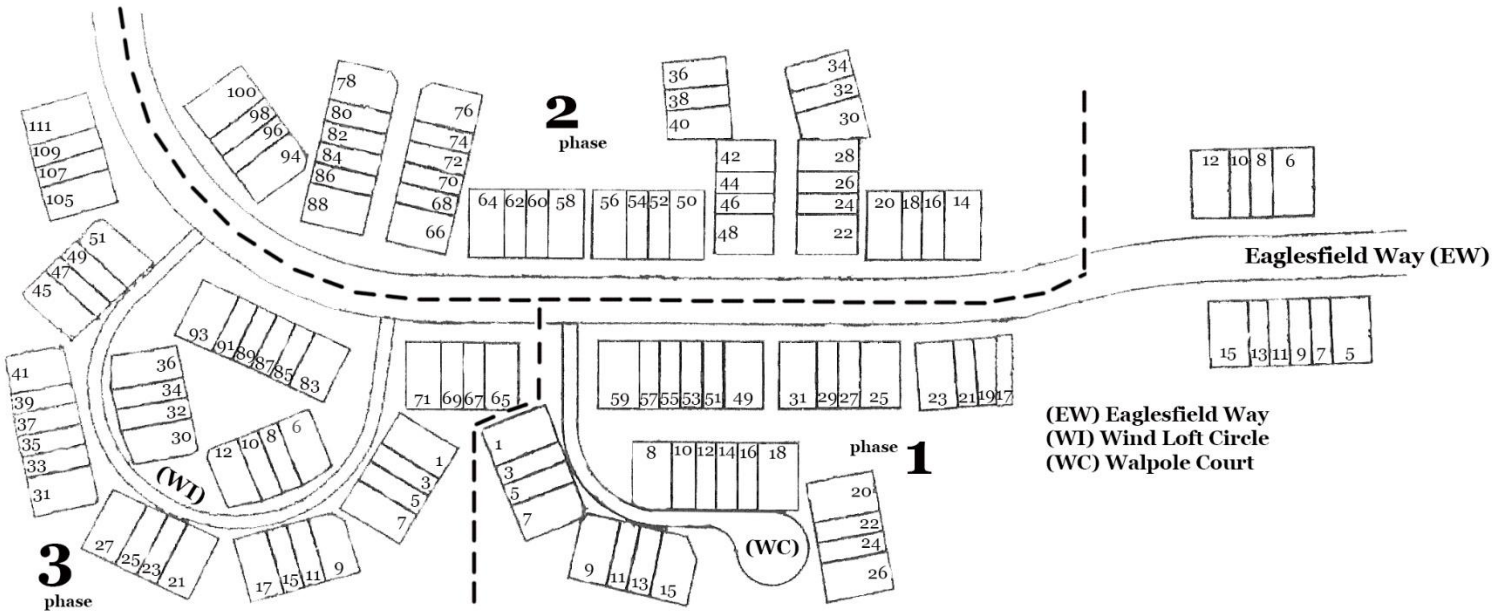 100
98
96
94
78
80
82
84
86
88
76
74
72
70
68
66
2
phase
36
38
40
34
32
30
42
44
46
48
28
26
24
22
64 62 60 58
56 54 52 50
20 18 16 14
12 10 8 6
111
109
107
105
51
49
47
45
Eaglesfield Way (EW)
93 91 89 87 85 83
71 69 67 65
59 57 55 53 51 49
31 29 27 25
23 21 19 17
15 13 11 9 7 5
41
39
37
35
33
31
36
34
32
30
12 10 8 6
(WI)
1
3
5
7
1
3
5
7
8 10 12 14 16 18
phase 1
20
22
24
26
(EW) Eaglesfield Way
(WI) Wind Loft Circle
(WC) Walpole Court
27 25 23 21
17 15 11 9
9 11 13 15
(WC)
3
phase